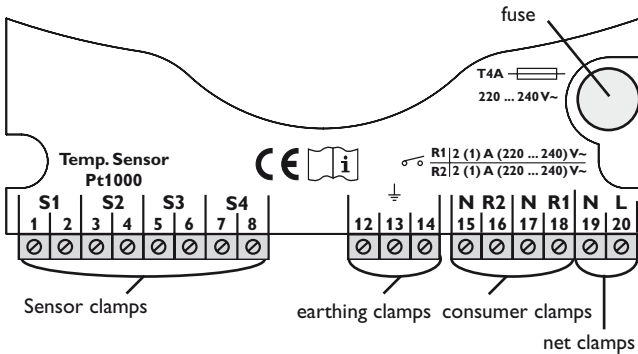 fuse
T4A
220 ... 240 V~
Temp. Sensor
Pt1000
CE
i
R1 2 (1) A (220 ... 240) V~
R2 2 (1) A (220 ... 240) V~
S1 S2 S3 S4
N R2 N R1 N L
1 2 3 4 5 6 7 8 12 13 14 15 16 17 18 19 20
Sensor clamps
earthing clamps consumer clamps
net clamps